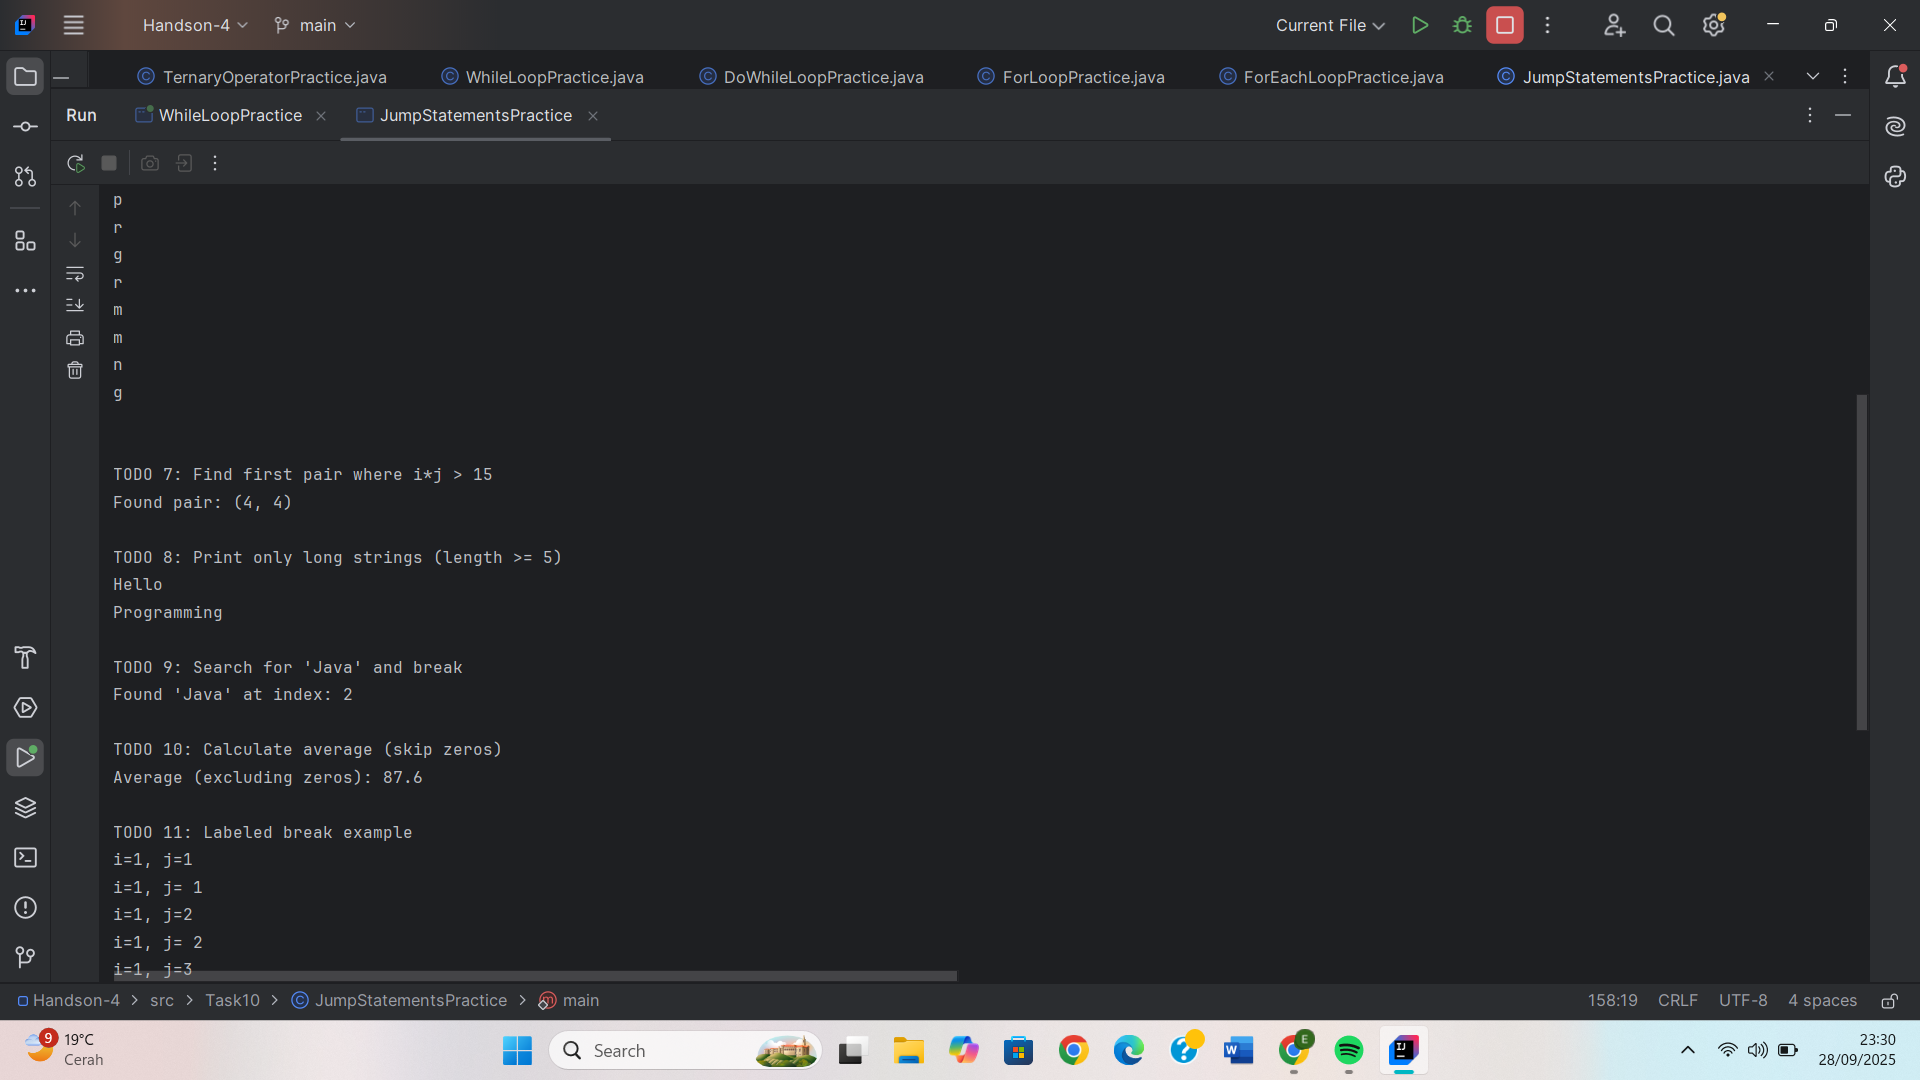 Handson-4 main Current File
TernaryOperatorPractice.java WhileLoopPractice.java DoWhileLoopPractice.java ForLoopPractice.java ForEachLoopPractice.java JumpStatementsPractice.java
Run WhileLoopPractice JumpStatementsPractice
p
r
g
r
m
m
n
g
TODO 7: Find first pair where i*j > 15
Found pair: (4, 4)
TODO 8: Print only long strings (length >= 5)
Hello
Programming
TODO 9: Search for 'Java' and break
Found 'Java' at index: 2
TODO 10: Calculate average (skip zeros)
Average (excluding zeros): 87.6
TODO 11: Labeled break example
i=1, j=1
i=1, j= 1
i=1, j=2
i=1, j= 2
i=1, j=3
Handson-4 > src > Task10 > JumpStatementsPractice > main 158:19 CRLF UTF-8 4 spaces
9 19°C
Cerah
Search
23:30
28/09/2025